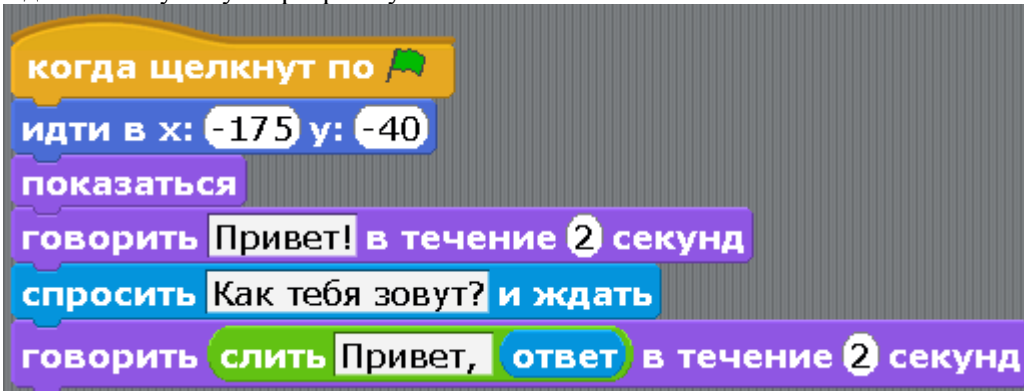 когда щелкнут по
идти в x: -175 y: -40
показаться
говорить Привет! в течение 2 секунд
спросить Как тебя зовут? и ждать
говорить слить Привет, ответ в течение 2 секунд